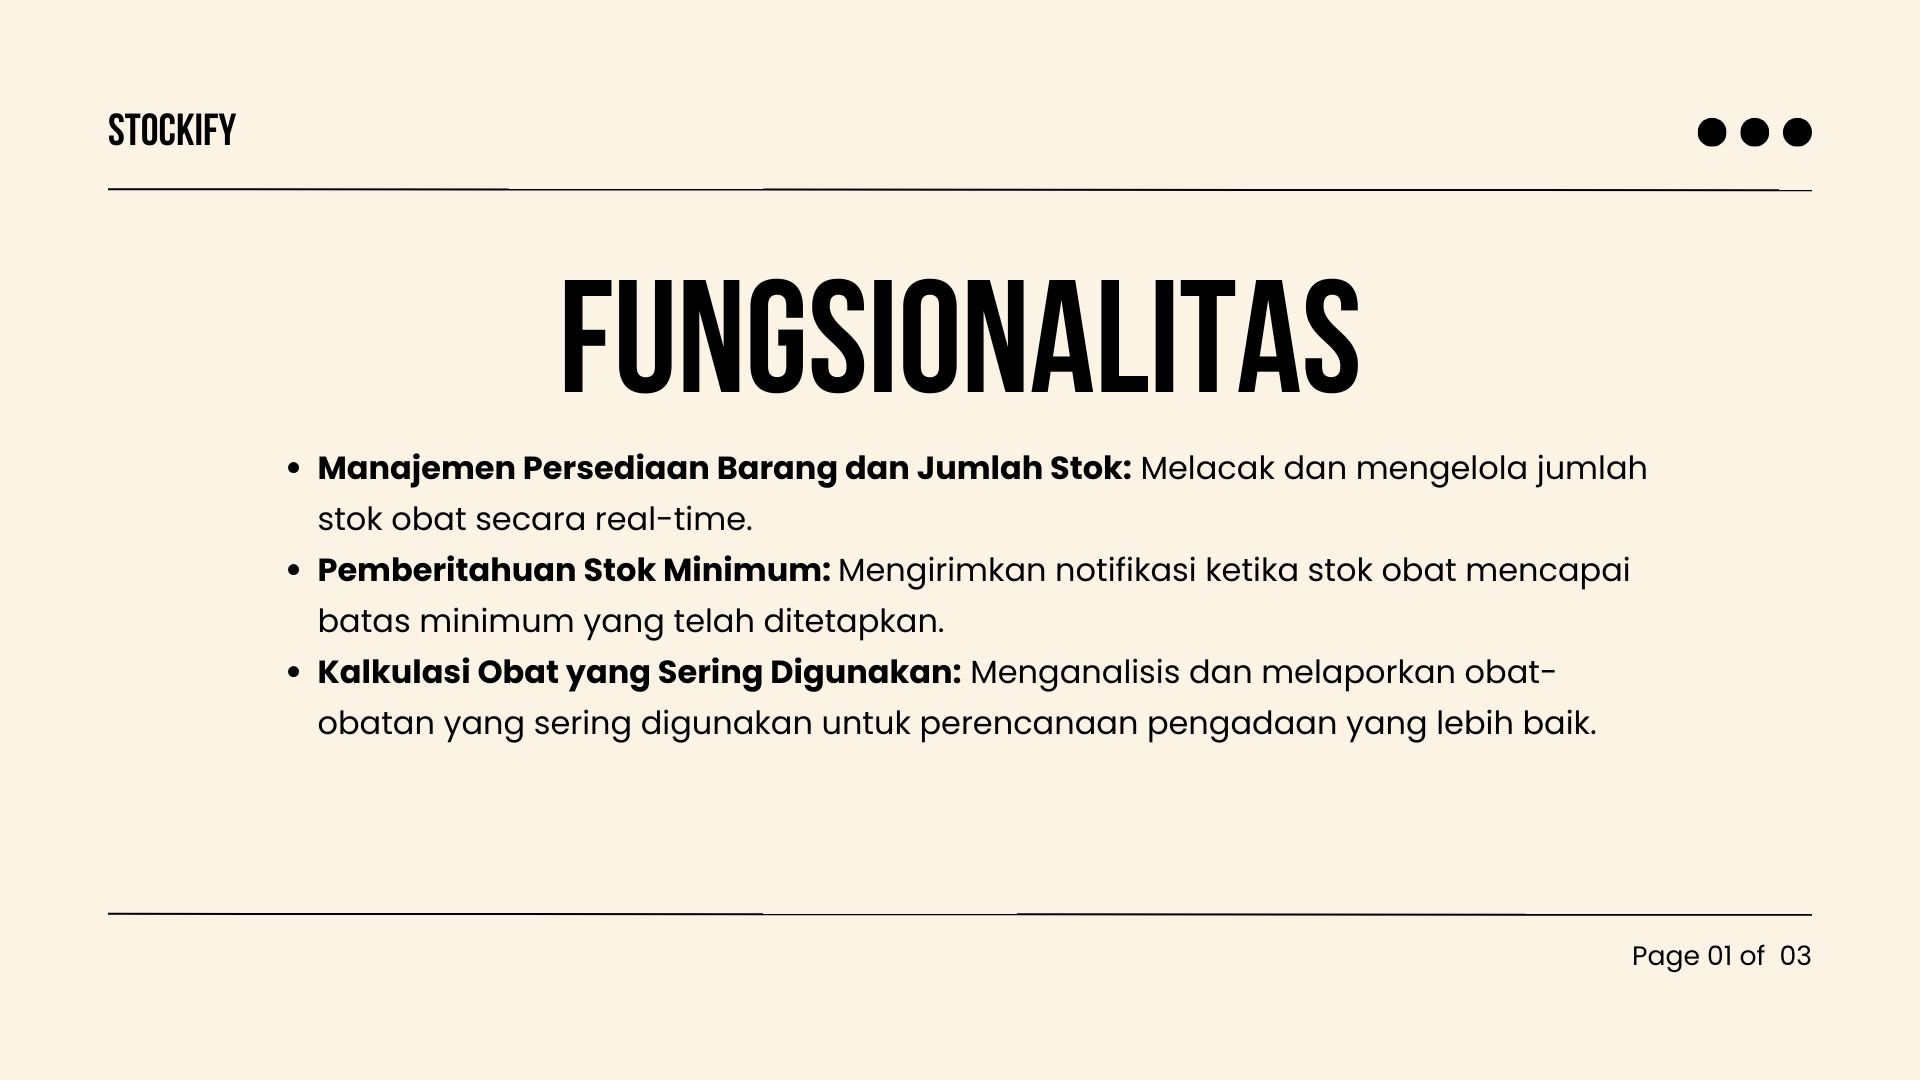 STOCKIFY
FUNGSIONALITAS
• Manajemen Persediaan Barang dan Jumlah Stok: Melacak dan mengelola jumlah
stok obat secara real-time.
• Pemberitahuan Stok Minimum: Mengirimkan notifikasi ketika stok obat mencapai
batas minimum yang telah ditetapkan.
• Kalkulasi Obat yang Sering Digunakan: Menganalisis dan melaporkan obat-
obatan yang sering digunakan untuk perencanaan pengadaan yang lebih baik.
Page 01 of 03